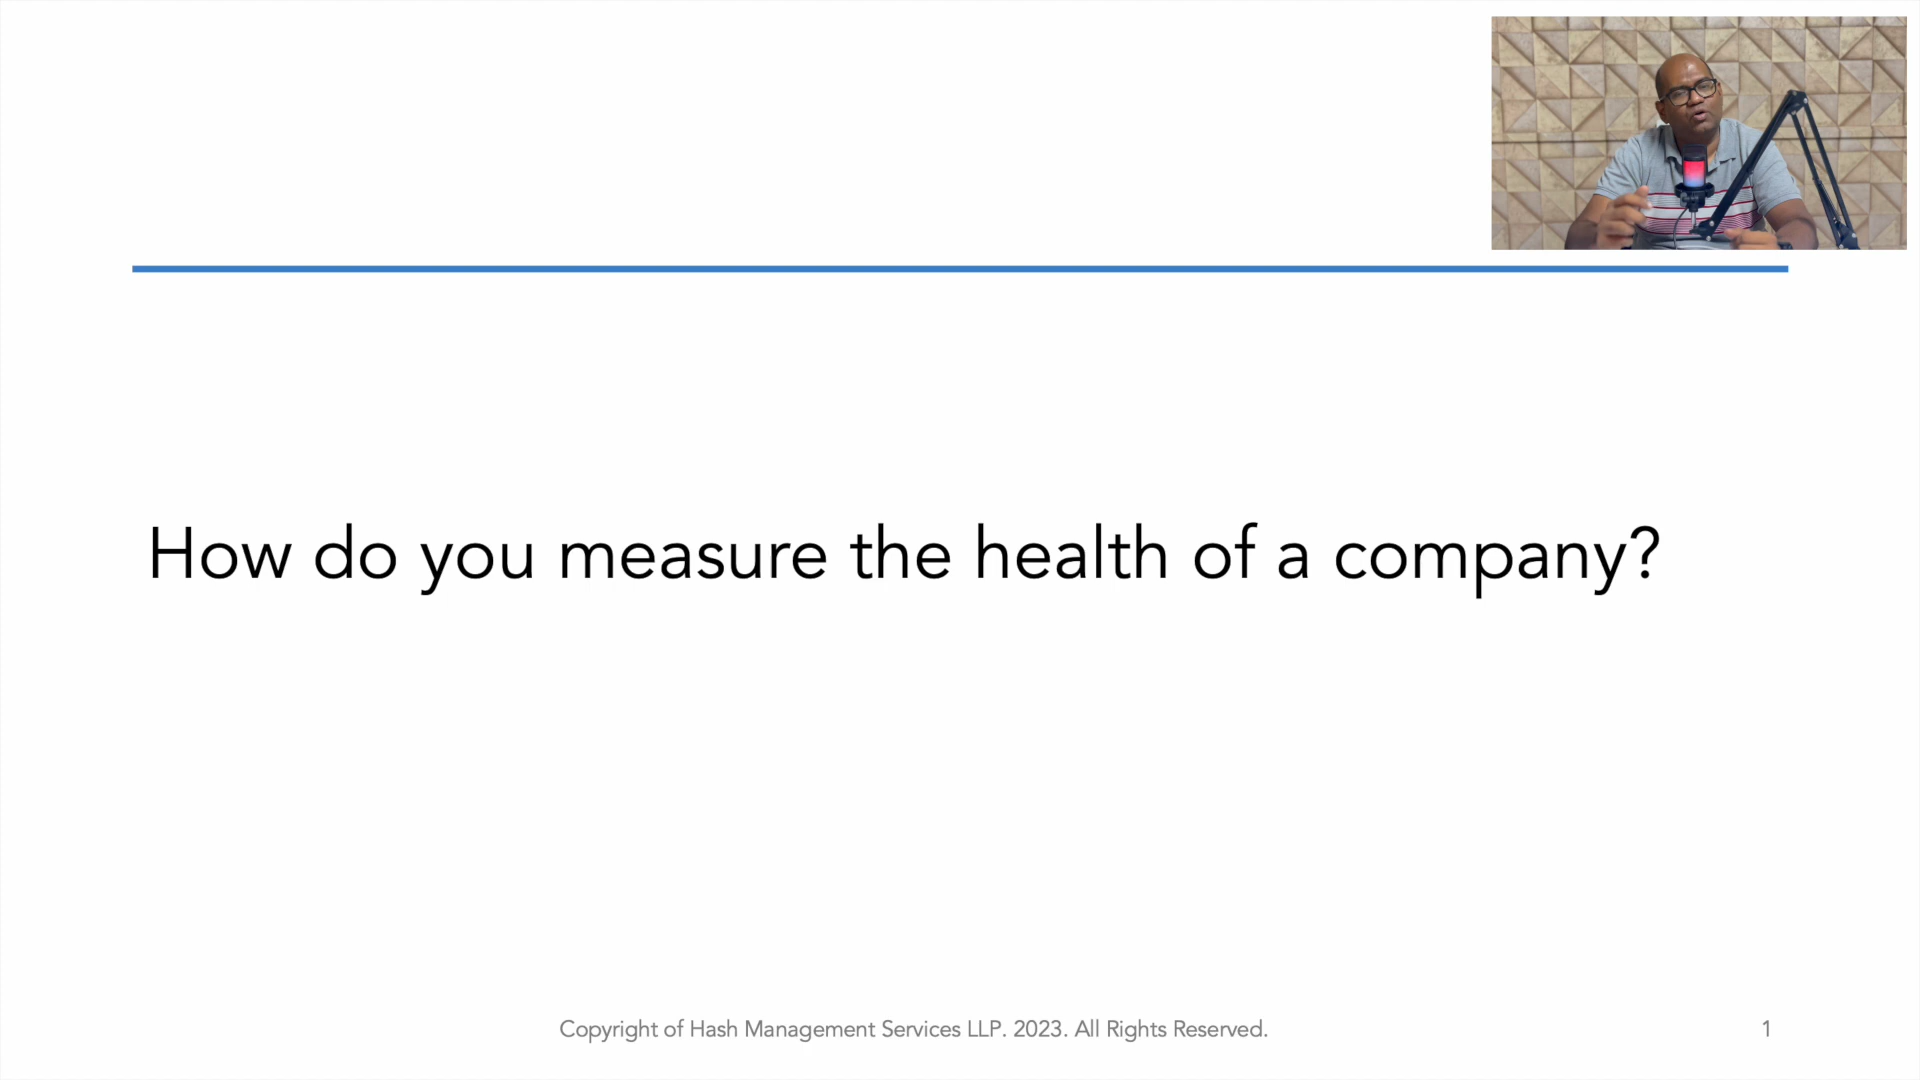 How do you measure the health of a company?
Copyright of Hash Management Services LLP. 2023. All Rights Reserved.
1